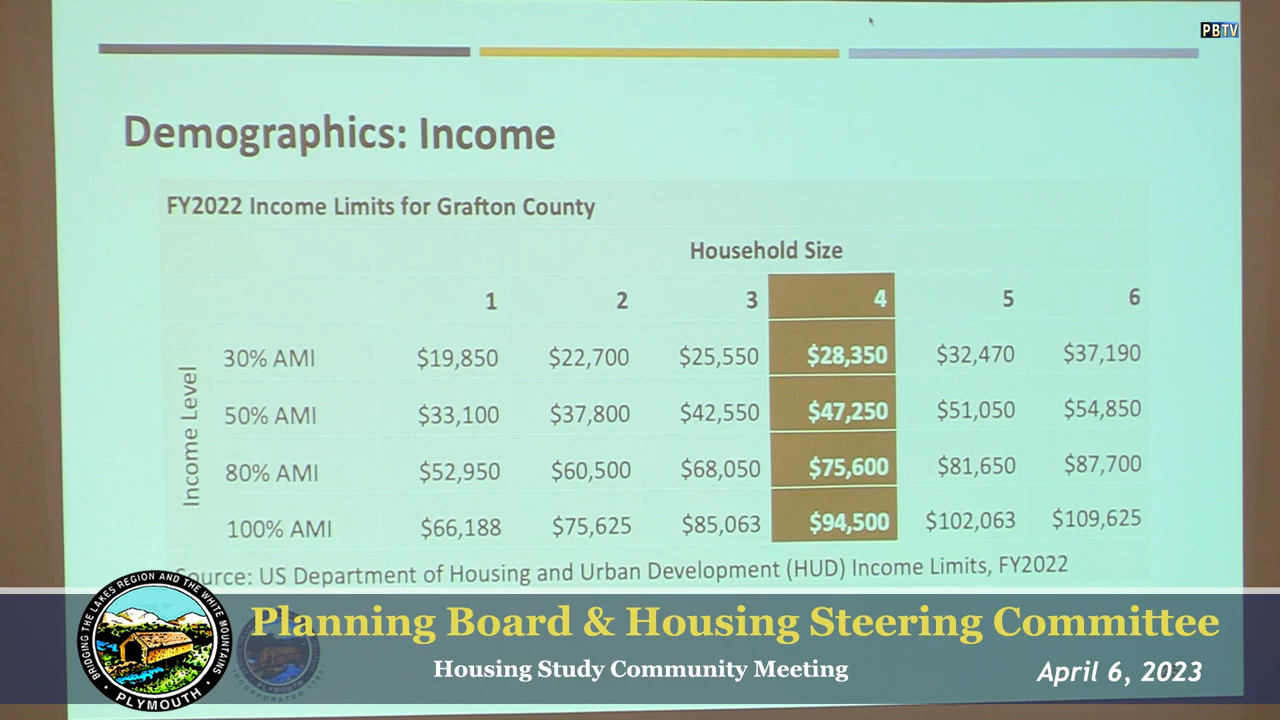 PBTV
Demographics: Income
FY2022 Income Limits for Grafton County
Household Size
1 2 3 4 5 6
Income Level
30% AMI $19,850 $22,700 $25,550 $28,350 $32,470 $37,190
50% AMI $33,100 $37,800 $42,550 $47,250 $51,050 $54,850
80% AMI $52,950 $60,500 $68,050 $75,600 $81,650 $87,700
100% AMI $66,188 $75,625 $85,063 $94,500 $102,063 $109,625
Source: US Department of Housing and Urban Development (HUD) Income Limits, FY2022
BRIDGING THE LAKES REGION AND THE WHITE MOUNTAINS
PLYMOUTH
Planning Board & Housing Steering Committee
Housing Study Community Meeting
April 6, 2023
PLYMOUTH